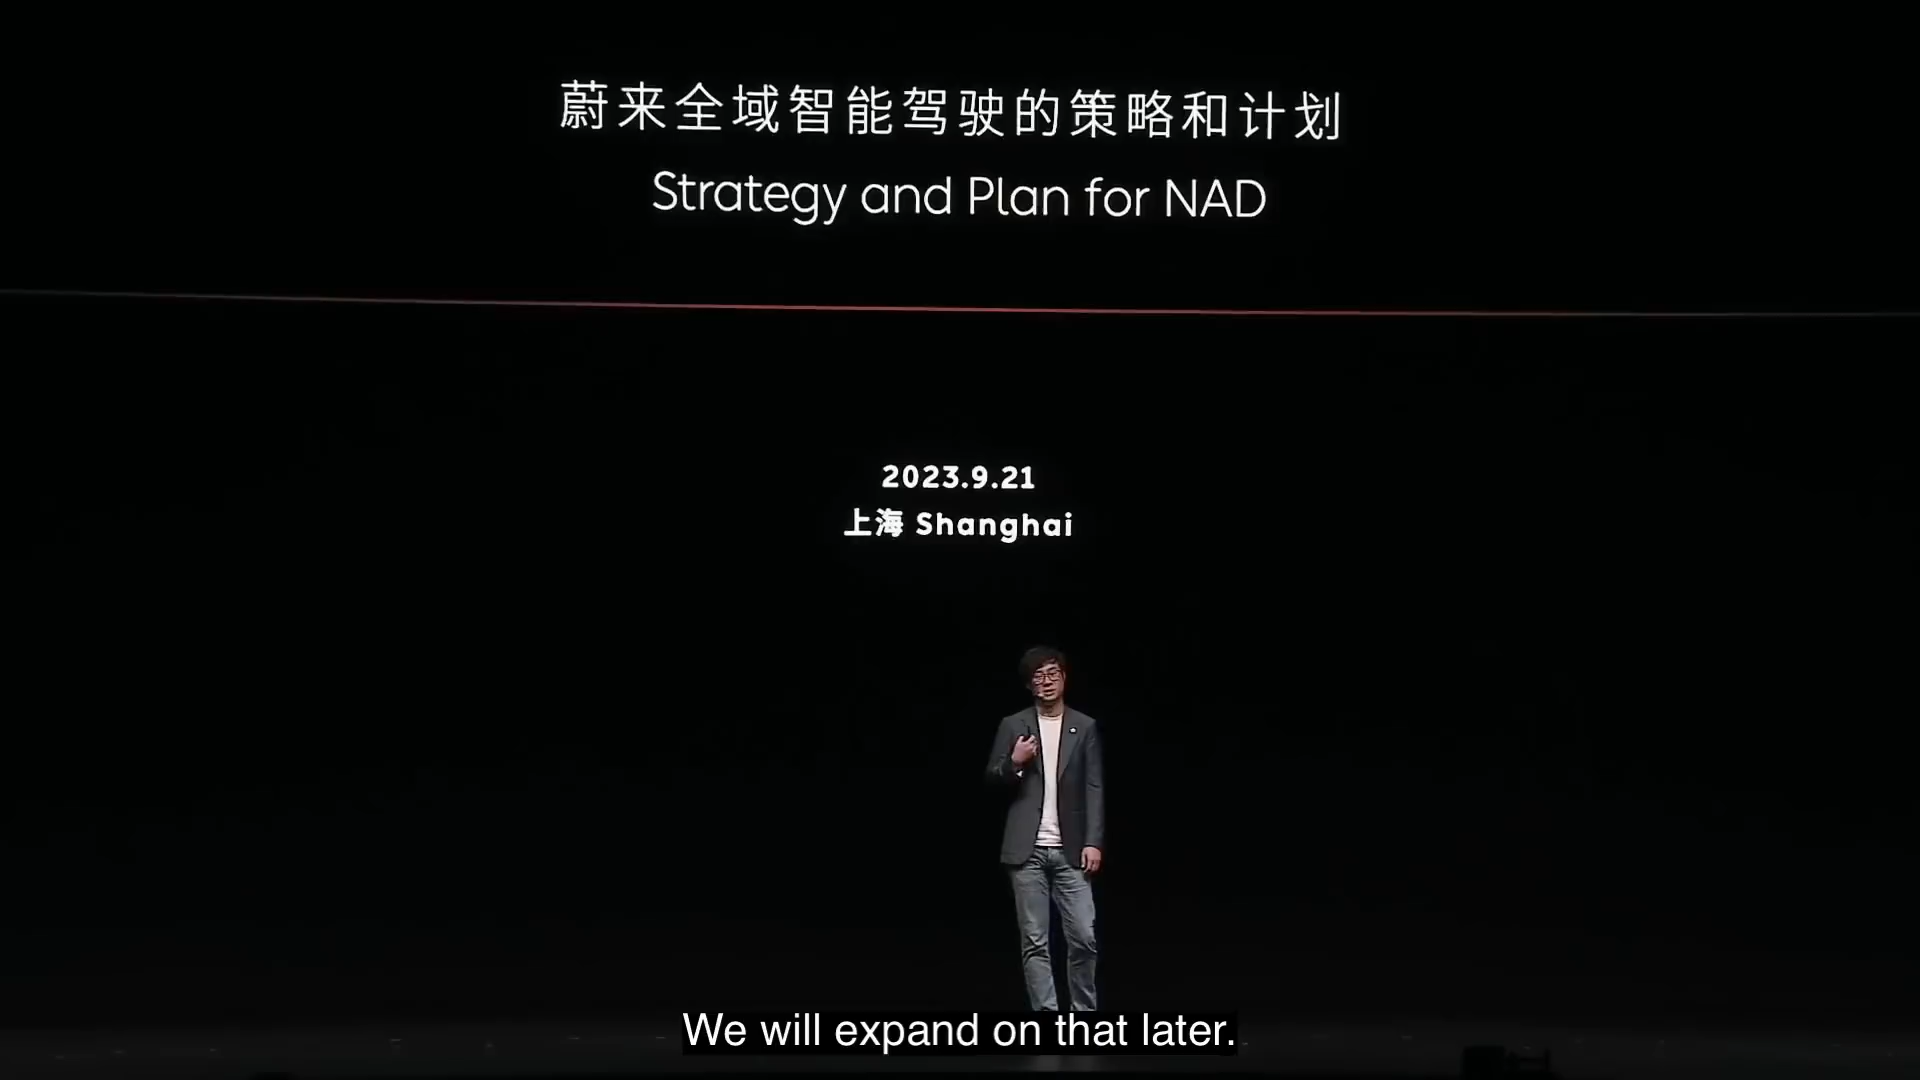 蔚来全域智能驾驶的策略和计划
Strategy and Plan for NAD
2023.9.21
上海 Shanghai
We will expand on that later.